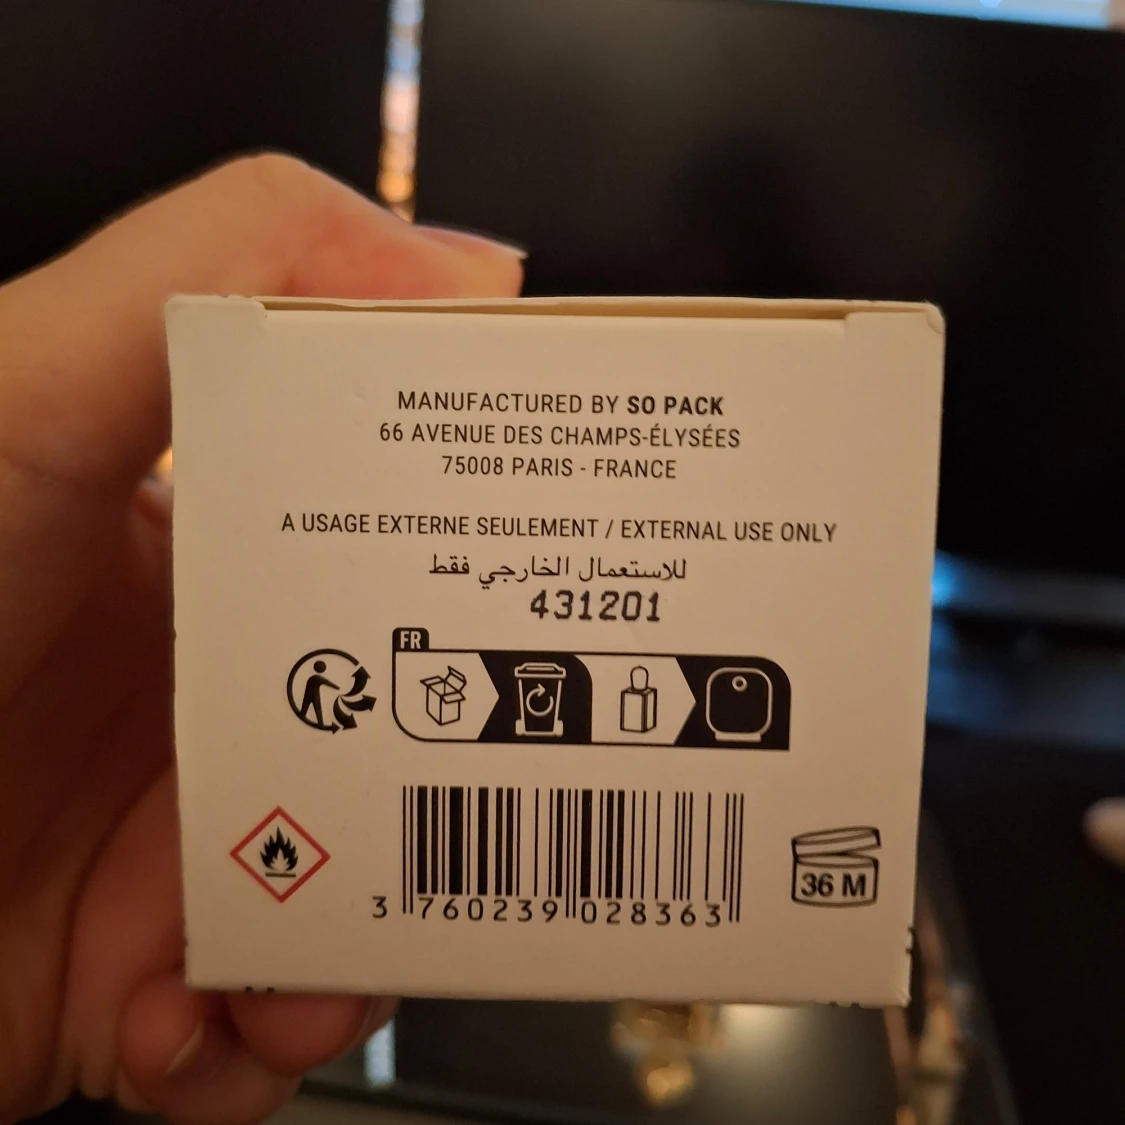 MANUFACTURED BY SO PACK
66 AVENUE DES CHAMPS-ÉLYSÉES
75008 PARIS - FRANCE
A USAGE EXTERNE SEULEMENT / EXTERNAL USE ONLY
للاستعمال الخارجي فقط
431201
FR
3 760239 028363
36 M